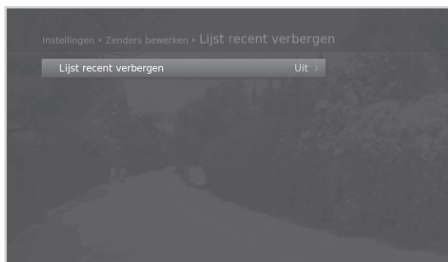 Instellingen • Zenders bewerken • Lijst recent verbergen
Lijst recent verbergen Uit >